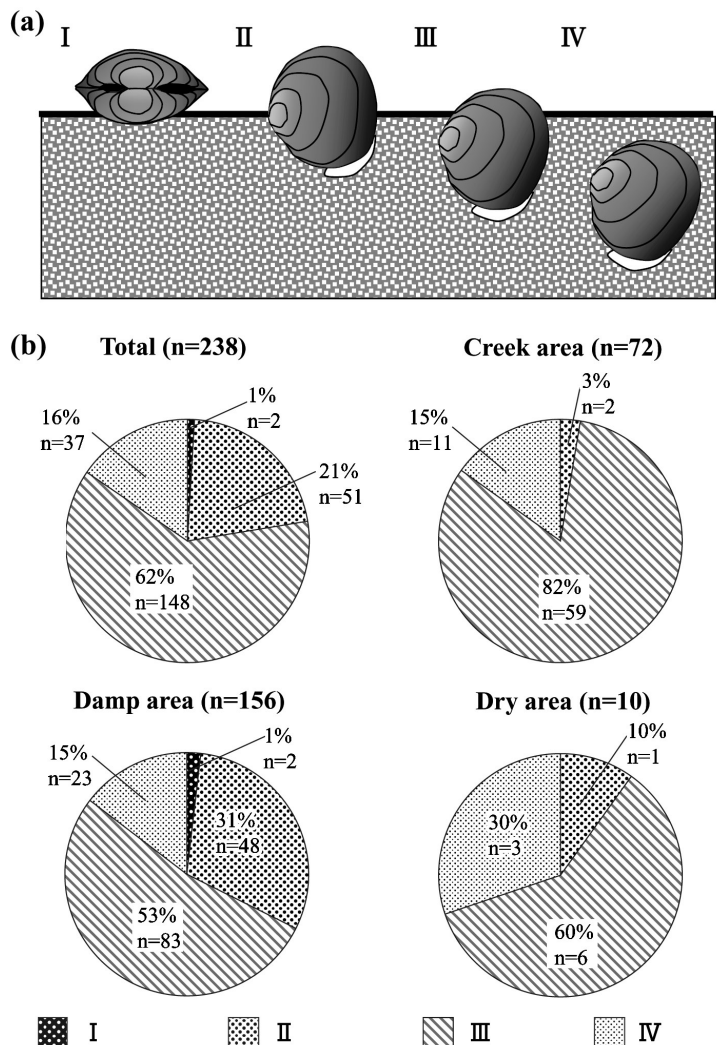 (a)
Ⅰ Ⅱ Ⅲ Ⅳ
(b)
Total (n=238)
1%
n=2
16%
n=37
21%
n=51
62%
n=148
Creek area (n=72)
3%
n=2
15%
n=11
82%
n=59
Damp area (n=156)
1%
n=2
15%
n=23
31%
n=48
53%
n=83
Dry area (n=10)
10%
n=1
30%
n=3
60%
n=6
Ⅰ Ⅱ Ⅲ Ⅳ